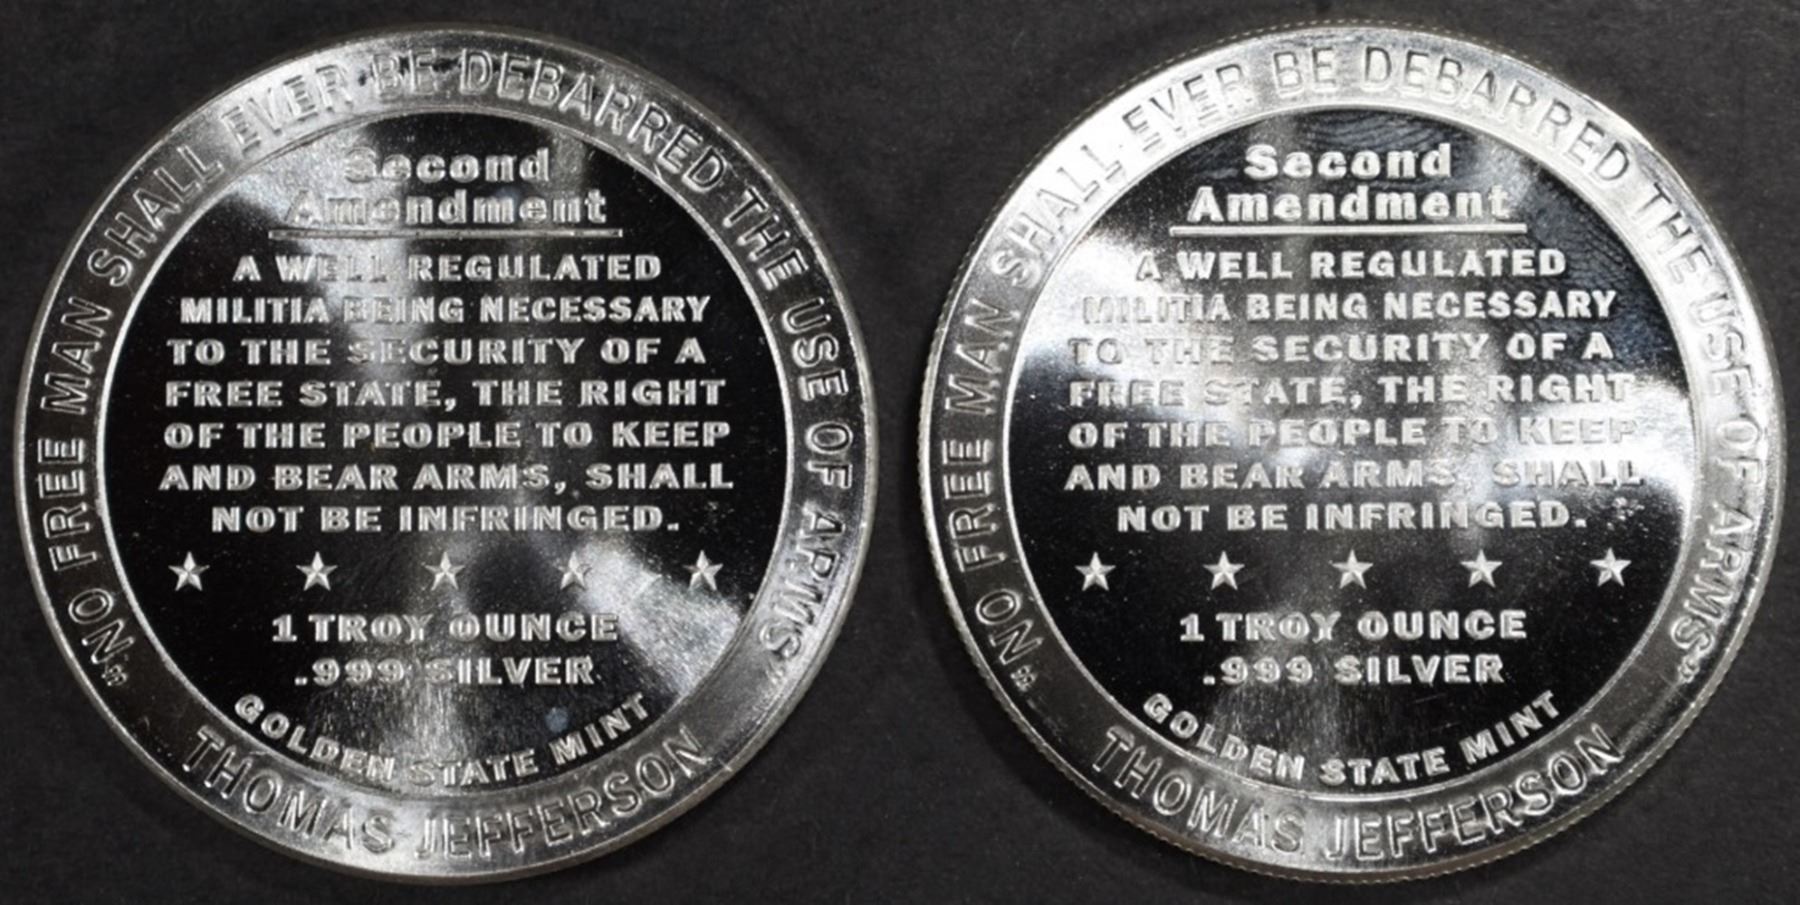 "NO FREE MAN SHALL EVER BE DEBARRED THE USE OF ARMS"
THOMAS JEFFERSON
Second
Amendment
A WELL REGULATED
MILITIA BEING NECESSARY
TO THE SECURITY OF A
FREE STATE, THE RIGHT
OF THE PEOPLE TO KEEP
AND BEAR ARMS, SHALL
NOT BE INFRINGED.
1 TROY OUNCE
.999 SILVER
GOLDEN STATE MINT
"NO FREE MAN SHALL EVER BE DEBARRED THE USE OF ARMS"
THOMAS JEFFERSON
Second
Amendment
A WELL REGULATED
MILITIA BEING NECESSARY
TO THE SECURITY OF A
FREE STATE, THE RIGHT
OF THE PEOPLE TO KEEP
AND BEAR ARMS, SHALL
NOT BE INFRINGED.
1 TROY OUNCE
.999 SILVER
GOLDEN STATE MINT